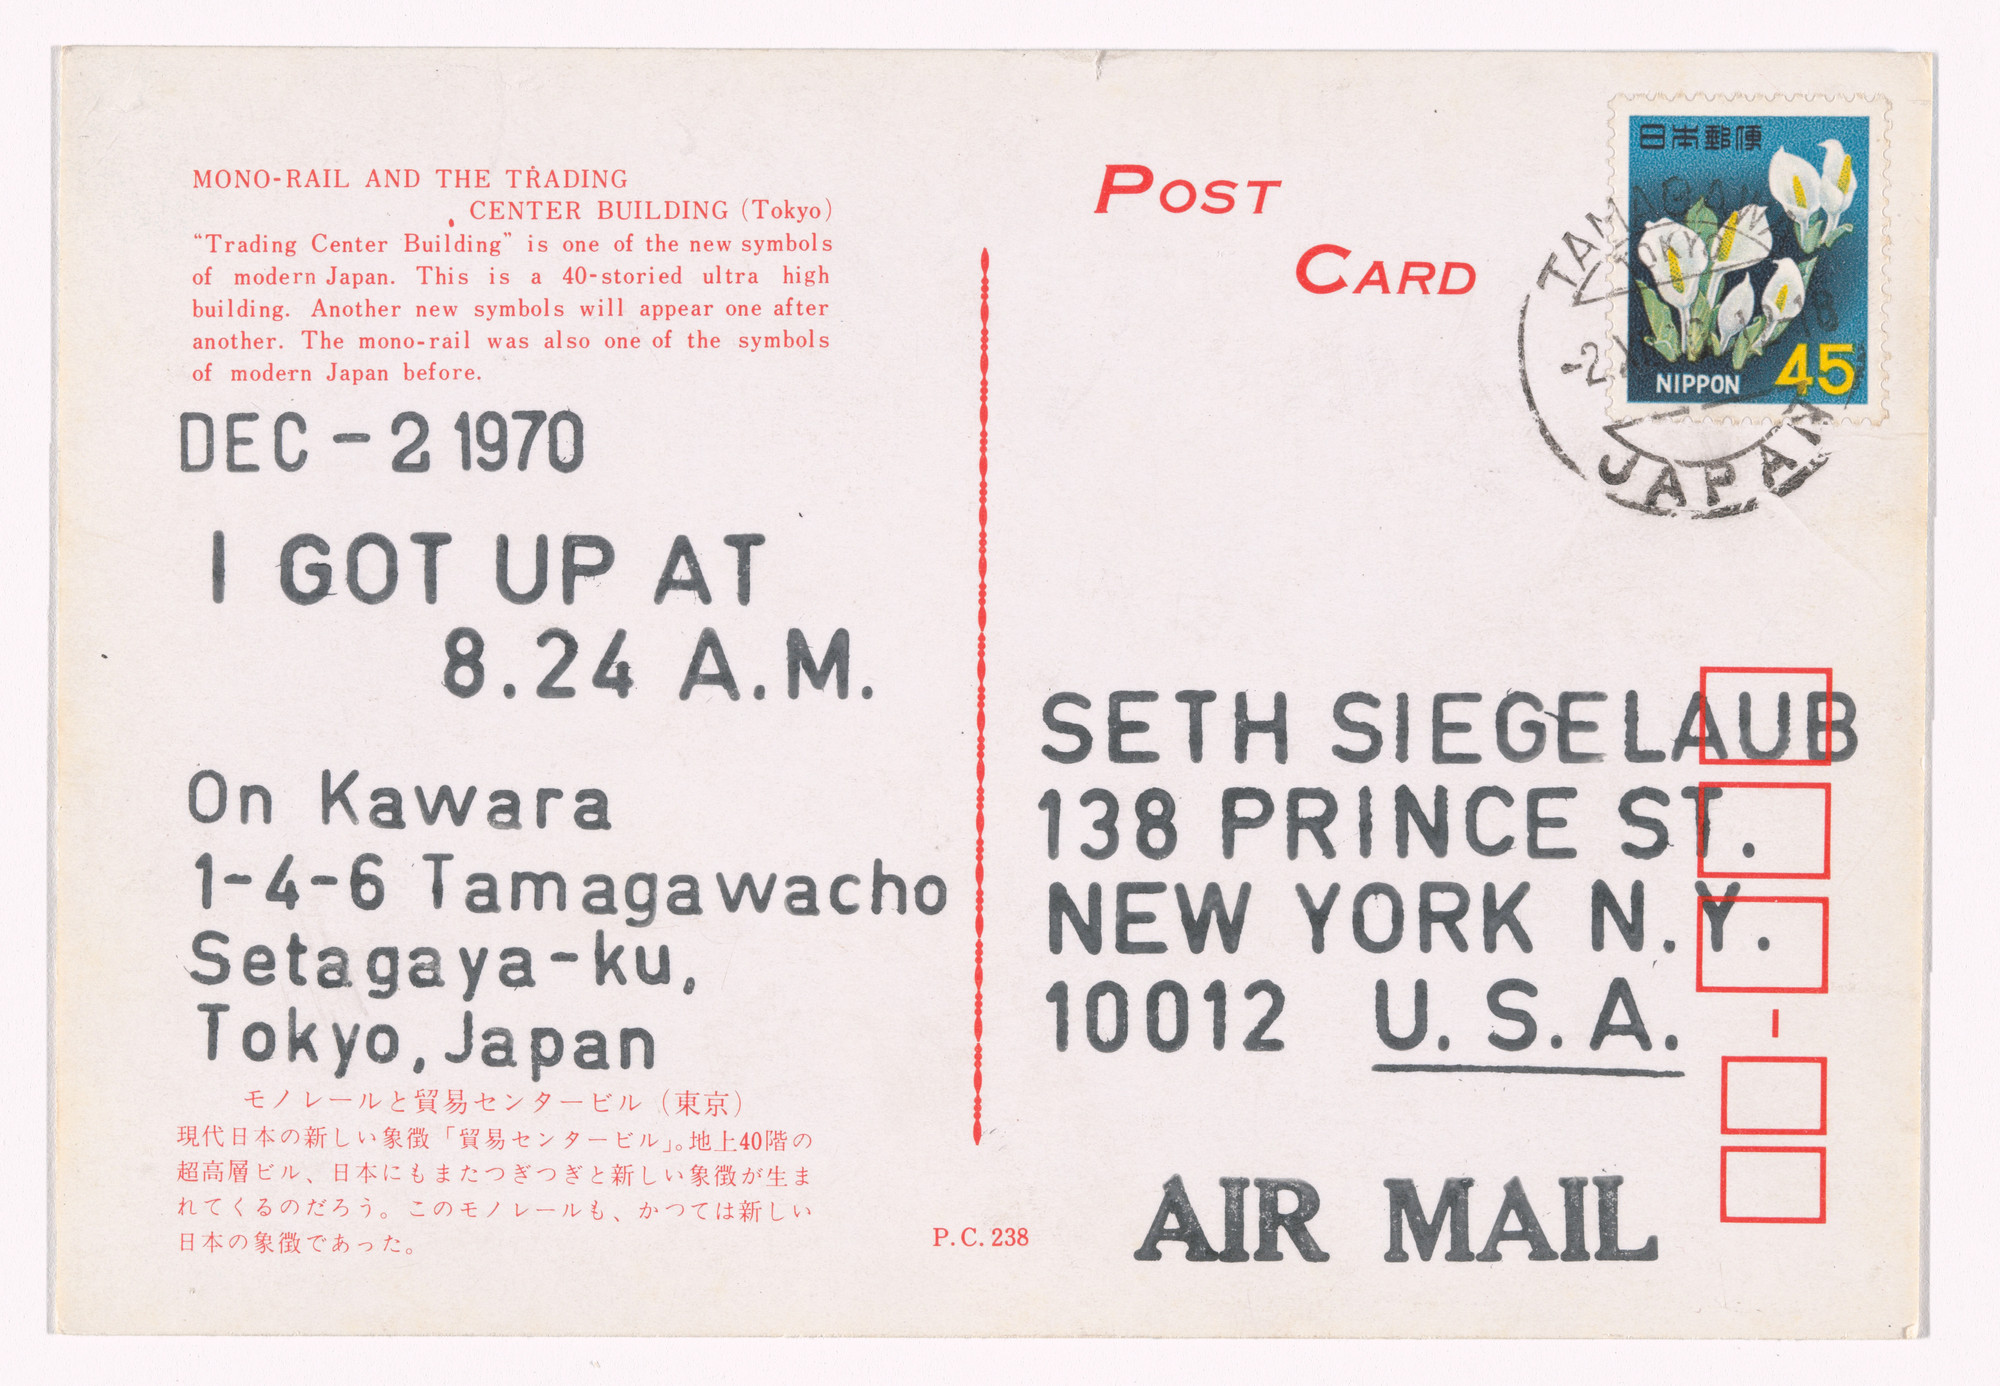 MONO-RAIL AND THE TRADING
CENTER BUILDING (Tokyo)
“Trading Center Building” is one of the new symbols
of modern Japan. This is a 40-storied ultra high
building. Another new symbols will appear one after
another. The mono-rail was also one of the symbols
of modern Japan before.
DEC - 2 1970
I GOT UP AT
8.24 A.M.
On Kawara
1-4-6 Tamagawacho
Setagaya-ku,
Tokyo, Japan
モノレールと貿易センタービル（東京）
現代日本の新しい象徴「貿易センタービル」。地上40階の
超高層ビル、日本にもまたつぎつぎと新しい象徴が生ま
れてくるのだろう。このモノレールも、かつては新しい
日本の象徴であった。
P.C. 238
POST
CARD
日本郵便
NIPPON 45
JAPAN
SETH SIEGELAUB
138 PRINCE ST.
NEW YORK N.Y.
10012 U.S.A.
AIR MAIL